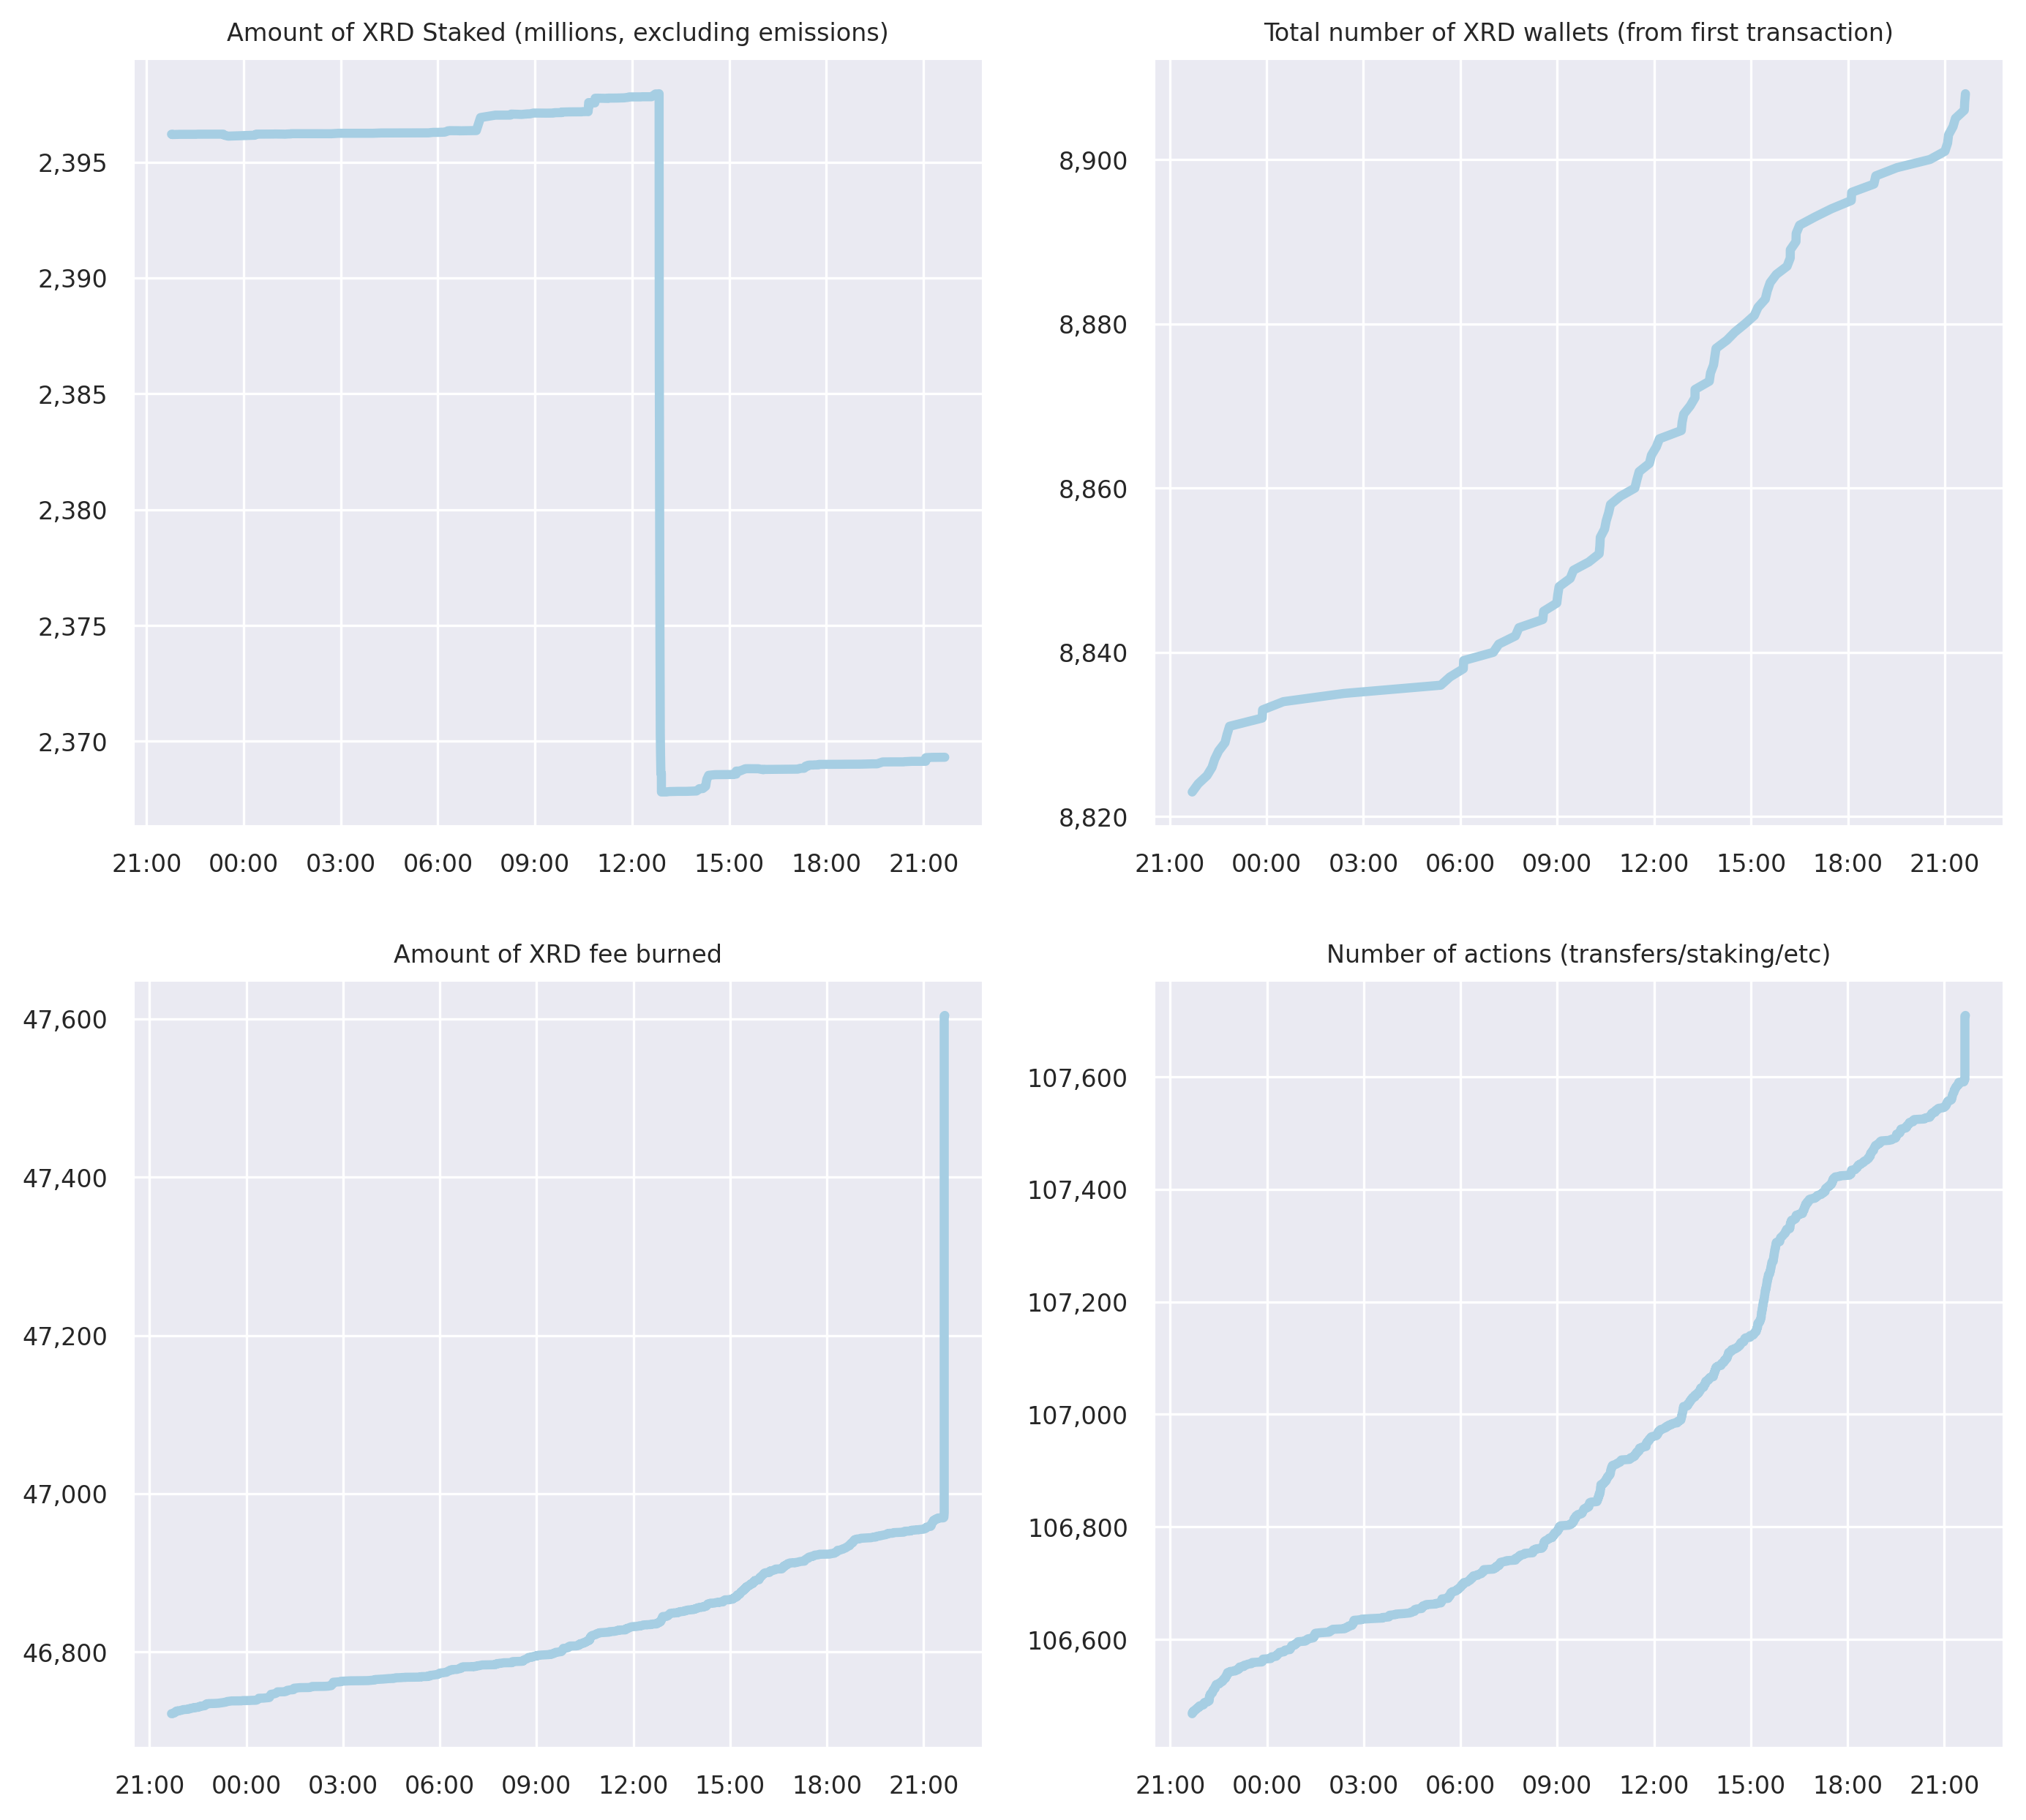 Amount of XRD Staked (millions, excluding emissions)
2,395
2,390
2,385
2,380
2,375
2,370
21:00 00:00 03:00 06:00 09:00 12:00 15:00 18:00 21:00
Total number of XRD wallets (from first transaction)
8,900
8,880
8,860
8,840
8,820
21:00 00:00 03:00 06:00 09:00 12:00 15:00 18:00 21:00
Amount of XRD fee burned
47,600
47,400
47,200
47,000
46,800
21:00 00:00 03:00 06:00 09:00 12:00 15:00 18:00 21:00
Number of actions (transfers/staking/etc)
107,600
107,400
107,200
107,000
106,800
106,600
21:00 00:00 03:00 06:00 09:00 12:00 15:00 18:00 21:00